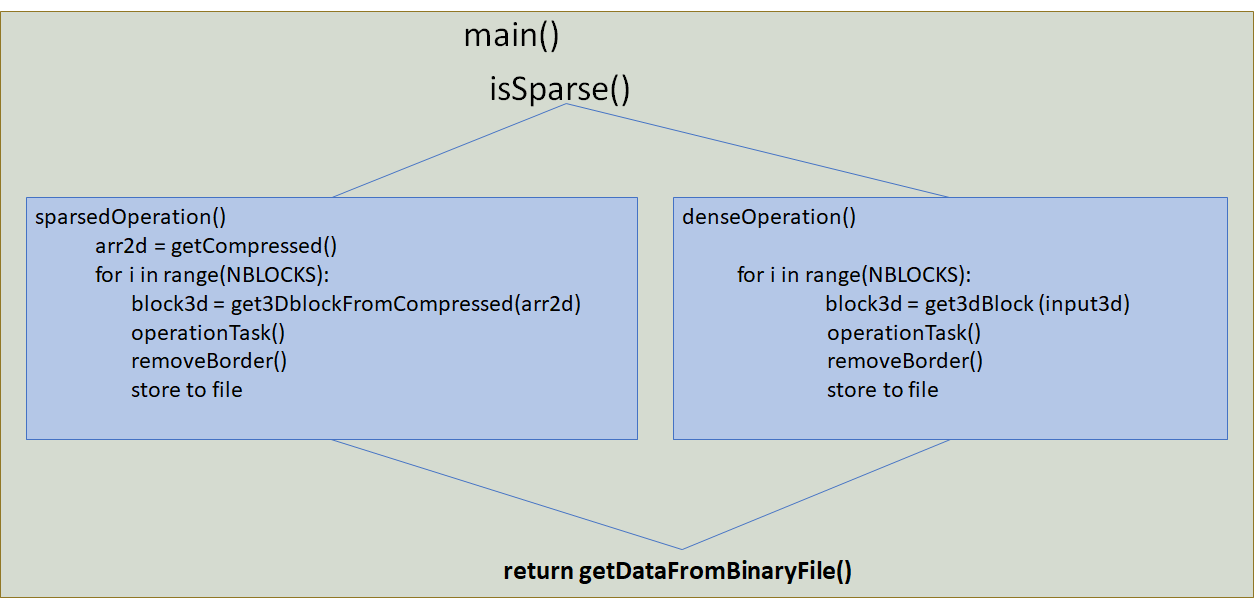 main()
isSparse()
sparsedOperation()
arr2d = getCompressed()
for i in range(NBLOCKS):
block3d = get3DblockFromCompressed(arr2d)
operationTask()
removeBorder()
store to file
denseOperation()
for i in range(NBLOCKS):
block3d = get3dBlock (input3d)
operationTask()
removeBorder()
store to file
return getDataFromBinaryFile()